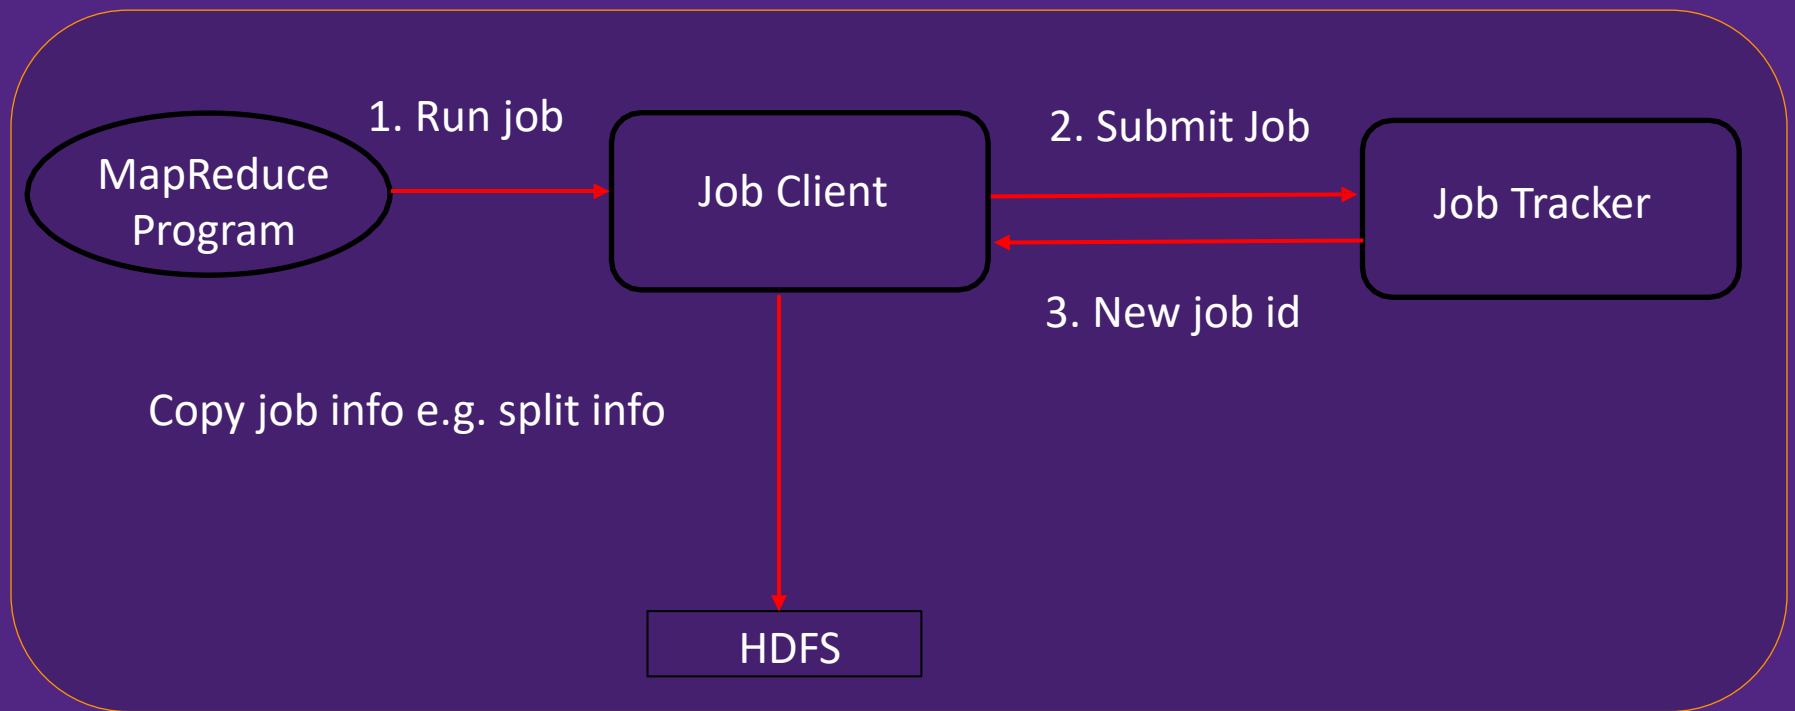 1. Run job
2. Submit Job
MapReduce
Program
Job Client
Job Tracker
3. New job id
Copy job info e.g. split info
HDFS